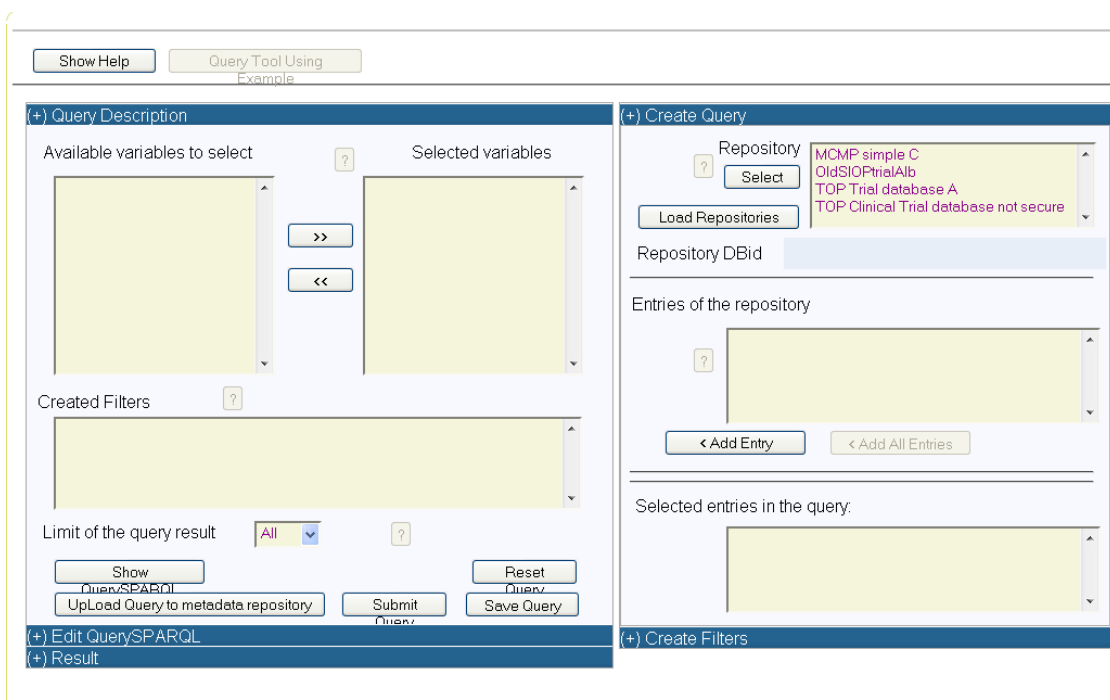 Show Help
Query Tool Using
Example
(+) Query Description
Available variables to select
?
Selected variables
>>
<<
Created Filters
?
Limit of the query result
All
?
Show
QuerySPARQL
Reset
Query
UpLoad Query to metadata repository
Submit
Query
Save Query
(+) Edit QuerySPARQL
(+) Result
(+) Create Query
Repository
?
Select
Load Repositories
MCMP simple C
OldSIOPtrialAlb
TOP Trial database A
TOP Clinical Trial database not secure
Repository DBid
Entries of the repository
?
< Add Entry
< Add All Entries
Selected entries in the query:
(+) Create Filters